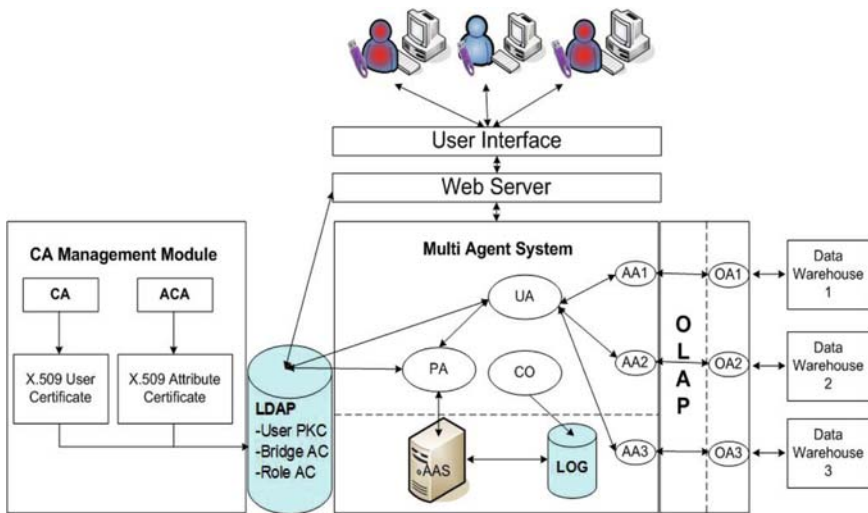 User Interface
Web Server
CA Management Module
CA
ACA
X.509 User
Certificate
X.509 Attribute
Certificate
LDAP
-User PKC
-Bridge AC
-Role AC
Multi Agent System
UA
PA
CO
AAS
LOG
AA1
AA2
AA3
OLAP
OA1
OA2
OA3
Data
Warehouse
1
Data
Warehouse
2
Data
Warehouse
3